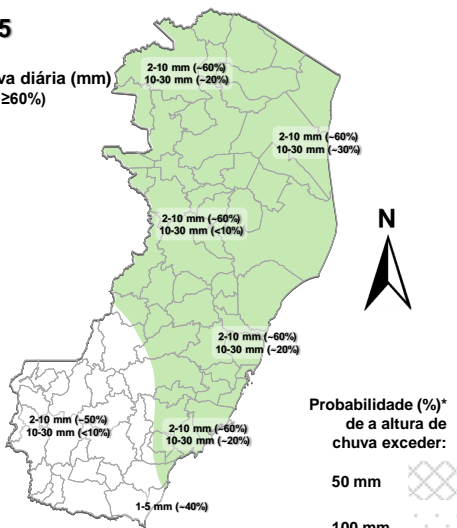 5
va diária (mm)
≥60%)
2-10 mm (~60%)
10-30 mm (~20%)
2-10 mm (~60%)
10-30 mm (~30%)
2-10 mm (~60%)
10-30 mm (<10%)
N
2-10 mm (~60%)
10-30 mm (~20%)
2-10 mm (~50%)
10-30 mm (<10%)
2-10 mm (~60%)
10-30 mm (~20%)
1-5 mm (~40%)
Probabilidade (%)*
de a altura de
chuva exceder:
50 mm
100 mm